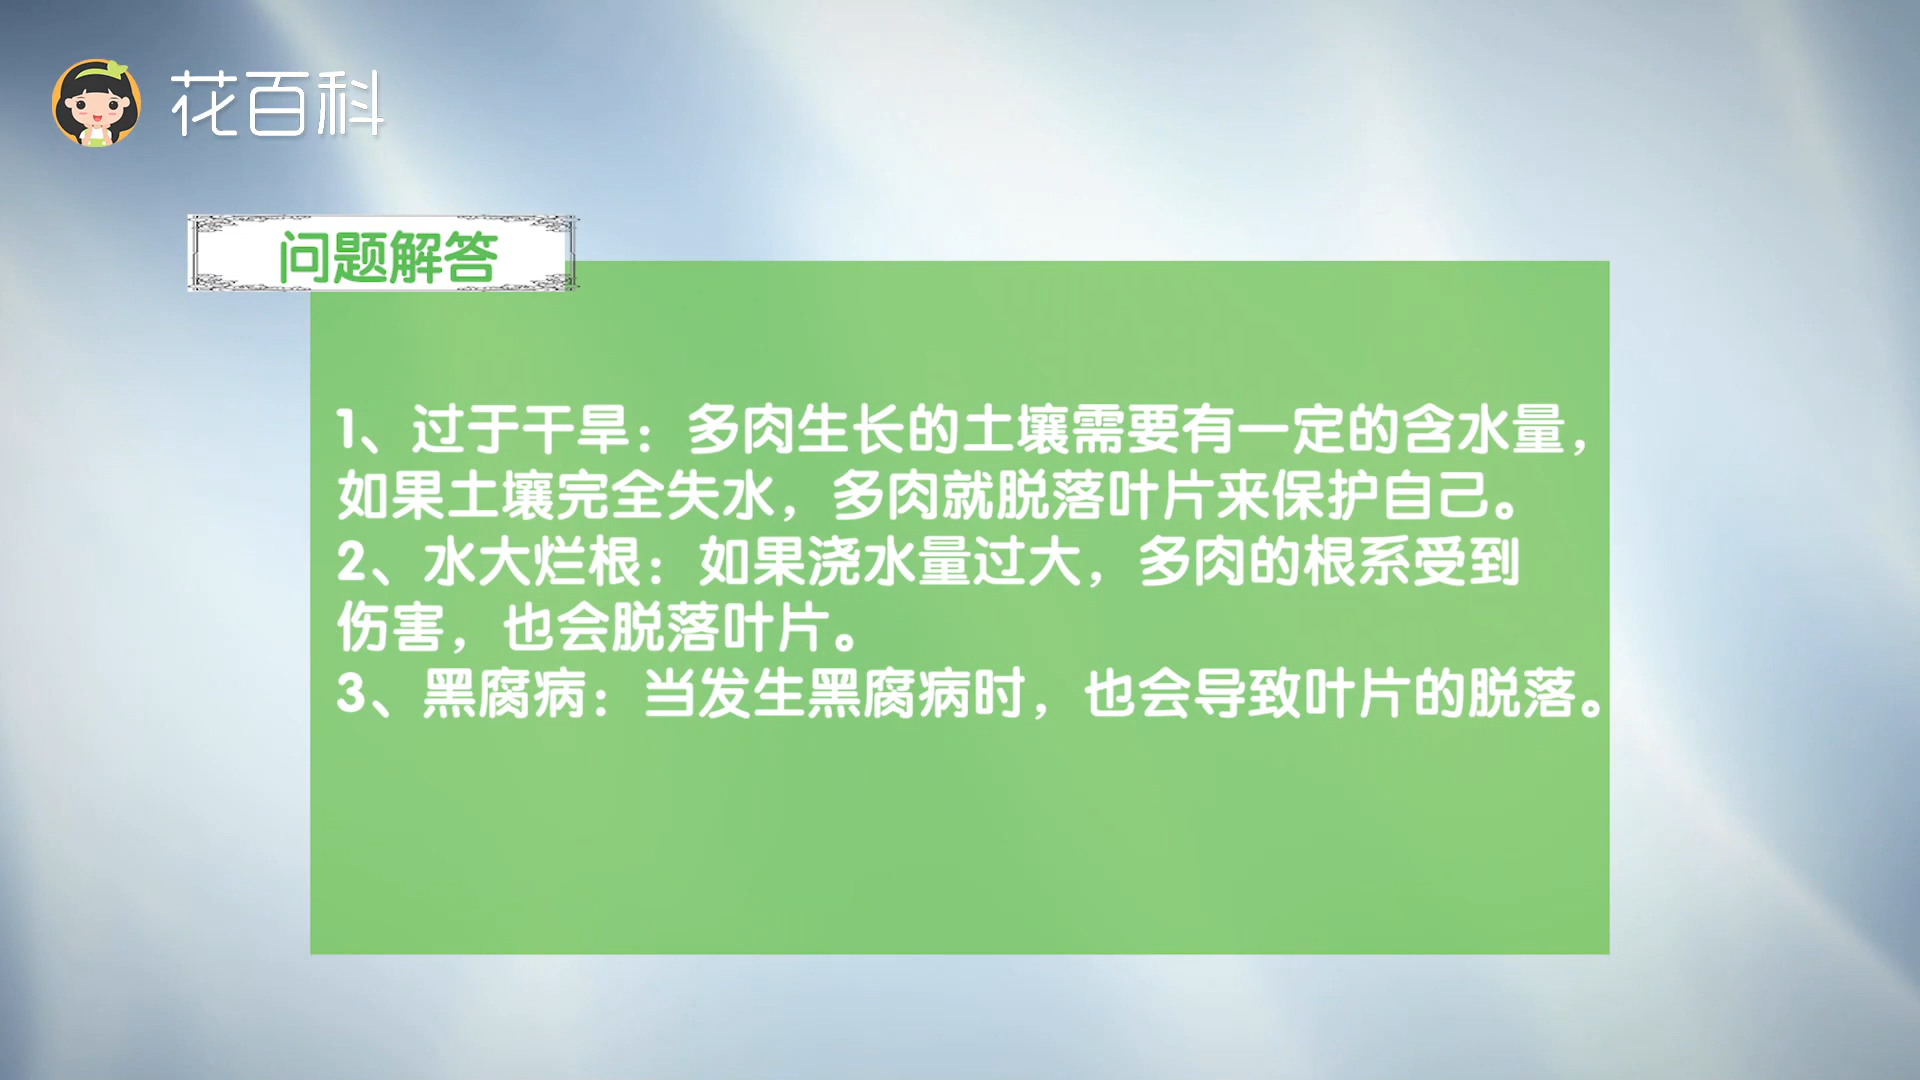 花百科
问题解答
1、过于干旱：多肉生长的土壤需要有一定的含水量，
如果土壤完全失水，多肉就脱落叶片来保护自己。
2、水大烂根：如果浇水量过大，多肉的根系受到
伤害，也会脱落叶片。
3、黑腐病：当发生黑腐病时，也会导致叶片的脱落。